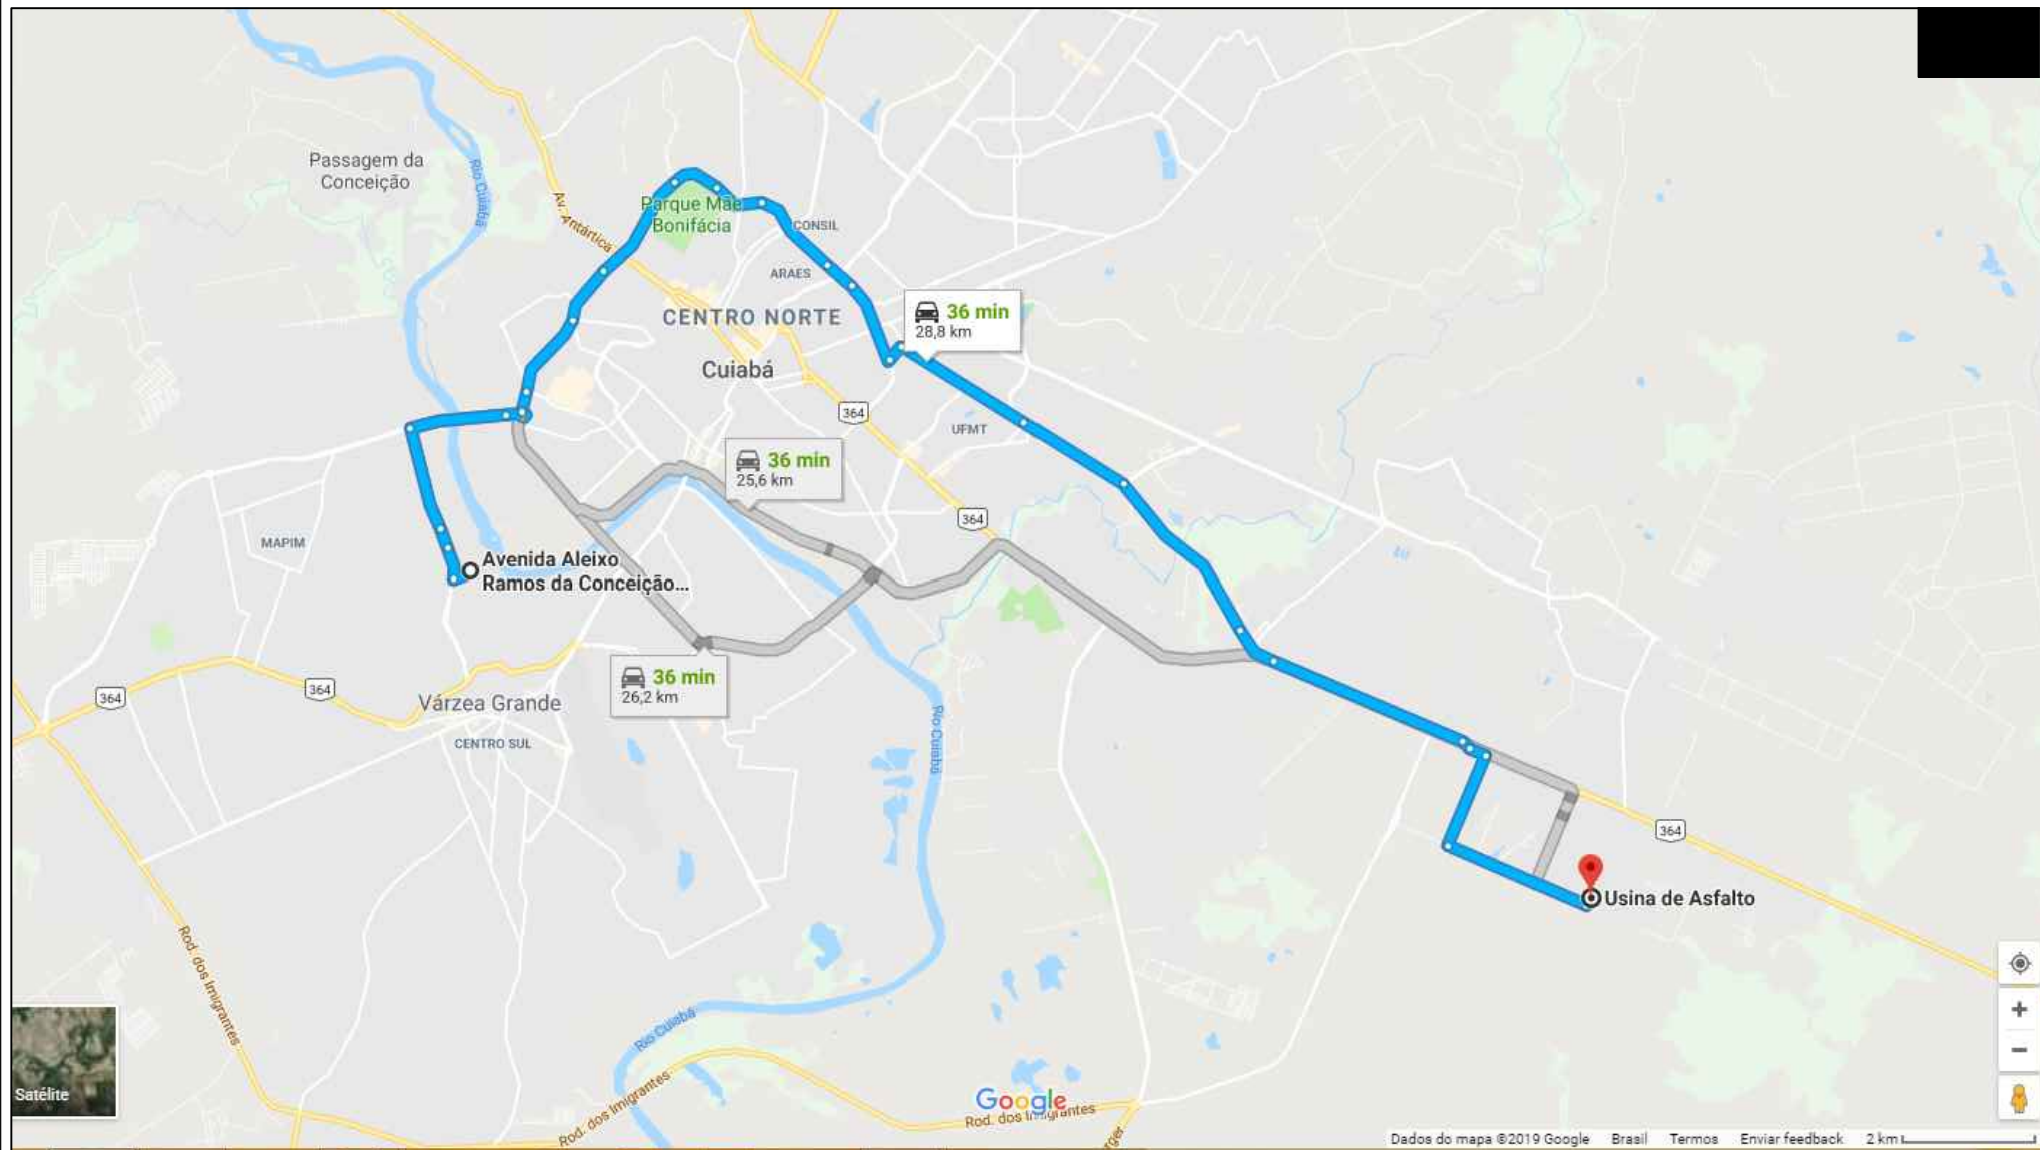 Passagem da
Conceição
Rio Cuiabá
Av. Antártica
Parque Mãe
Bonifácia
CONSIL
ARAES
CENTRO NORTE
36 min
28,8 km
Cuiabá
364
UFMT
36 min
25,6 km
364
MAPIM
Avenida Aleixo
Ramos da Conceição...
36 min
26,2 km
364
364
Várzea Grande
CENTRO SUL
Rio Cuiabá
364
Usina de Asfalto
Rod. dos Imigrantes
Rio Cuiabá
Rod. dos Imigrantes
Satélite
Google
Rod. dos Imigrantes
Dados do mapa ©2019 Google Brasil Termos Enviar feedback 2 km